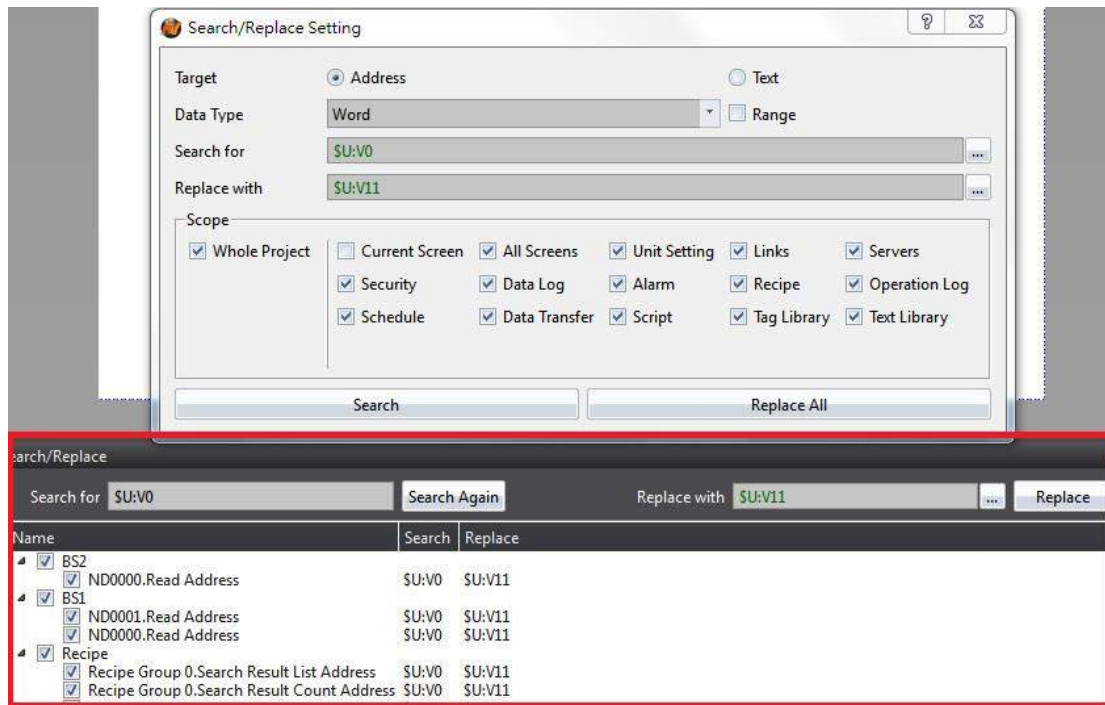 Search/Replace Setting
Target Address Text
Data Type Word Range
Search for $U:V0 ...
Replace with $U:V11 ...
Scope
Whole Project Current Screen All Screens Unit Setting Links Servers
Security Data Log Alarm Recipe Operation Log
Schedule Data Transfer Script Tag Library Text Library
Search Replace All
earch/Replace
Search for $U:V0 Search Again Replace with $U:V11 ... Replace
Name Search Replace
BS2
ND0000.Read Address $U:V0 $U:V11
BS1
ND0001.Read Address $U:V0 $U:V11
ND0000.Read Address $U:V0 $U:V11
Recipe
Recipe Group 0.Search Result List Address $U:V0 $U:V11
Recipe Group 0.Search Result Count Address $U:V0 $U:V11